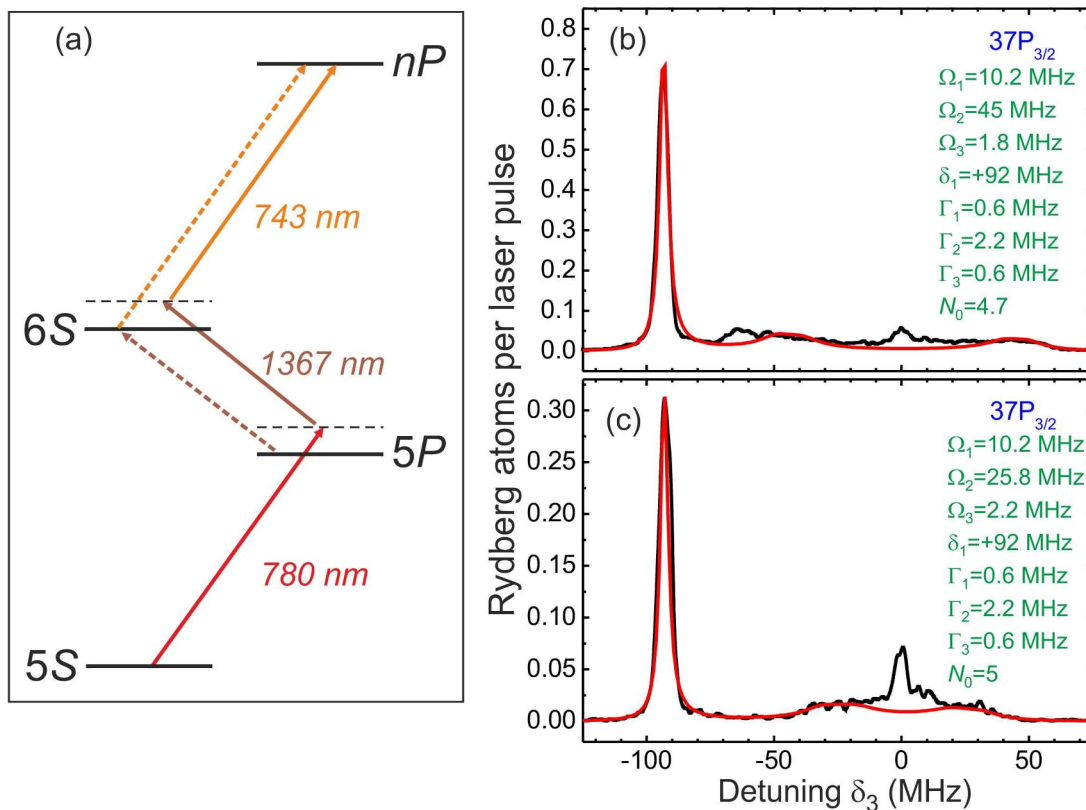 (a)
nP
743 nm
6S
1367 nm
5P
780 nm
5S
Rydberg atoms per laser pulse
(b)
37P3/2
Ω1=10.2 MHz
Ω2=45 MHz
Ω3=1.8 MHz
δ1=+92 MHz
Γ1=0.6 MHz
Γ2=2.2 MHz
Γ3=0.6 MHz
N0=4.7
0.8
0.7
0.6
0.5
0.4
0.3
0.2
0.1
0.0
(c)
37P3/2
Ω1=10.2 MHz
Ω2=25.8 MHz
Ω3=2.2 MHz
δ1=+92 MHz
Γ1=0.6 MHz
Γ2=2.2 MHz
Γ3=0.6 MHz
N0=5
0.30
0.25
0.20
0.15
0.10
0.05
0.00
-100 -50 0 50
Detuning δ3 (MHz)